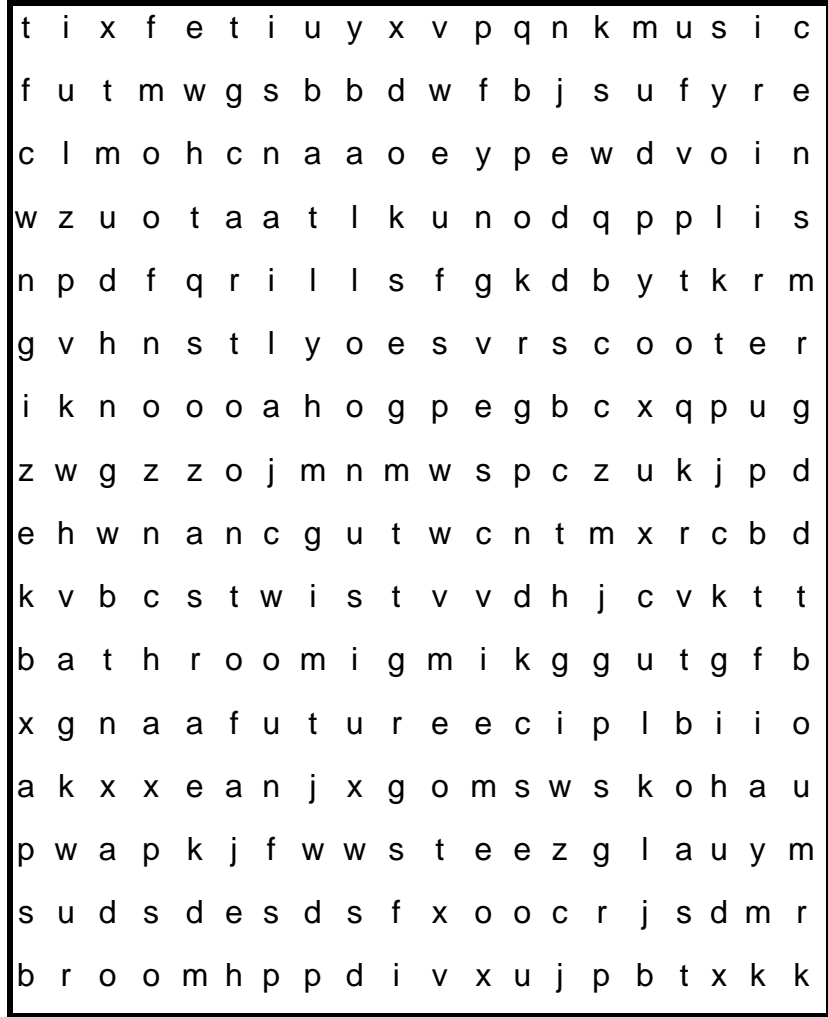 t i x f e t i u y x v p q n k m u s i c
f u t m w g s b b d w f b j s u f y r e
c l m o h c n a a o e y p e w d v o i n
w z u o t a a t l k u n o d q p p l i s
n p d f q r i l l s f g k d b y t k r m
g v h n s t l y o e s v r s c o o t e r
i k n o o o a h o g p e g b c x q p u g
z w g z z o j m n m w s p c z u k j p d
e h w n a n c g u t w c n t m x r c b d
k v b c s t w i s t v v d h j c v k t t
b a t h r o o m i g m i k g g u t g f b
x g n a a f u t u r e e c i p l b i i o
a k x x e a n j x g o m s w s k o h a u
p w a p k j f w w s t e e z g l a u y m
s u d s d e s d s f x o o c r j s d m r
b r o o m h p p d i v x u j p b t x k k